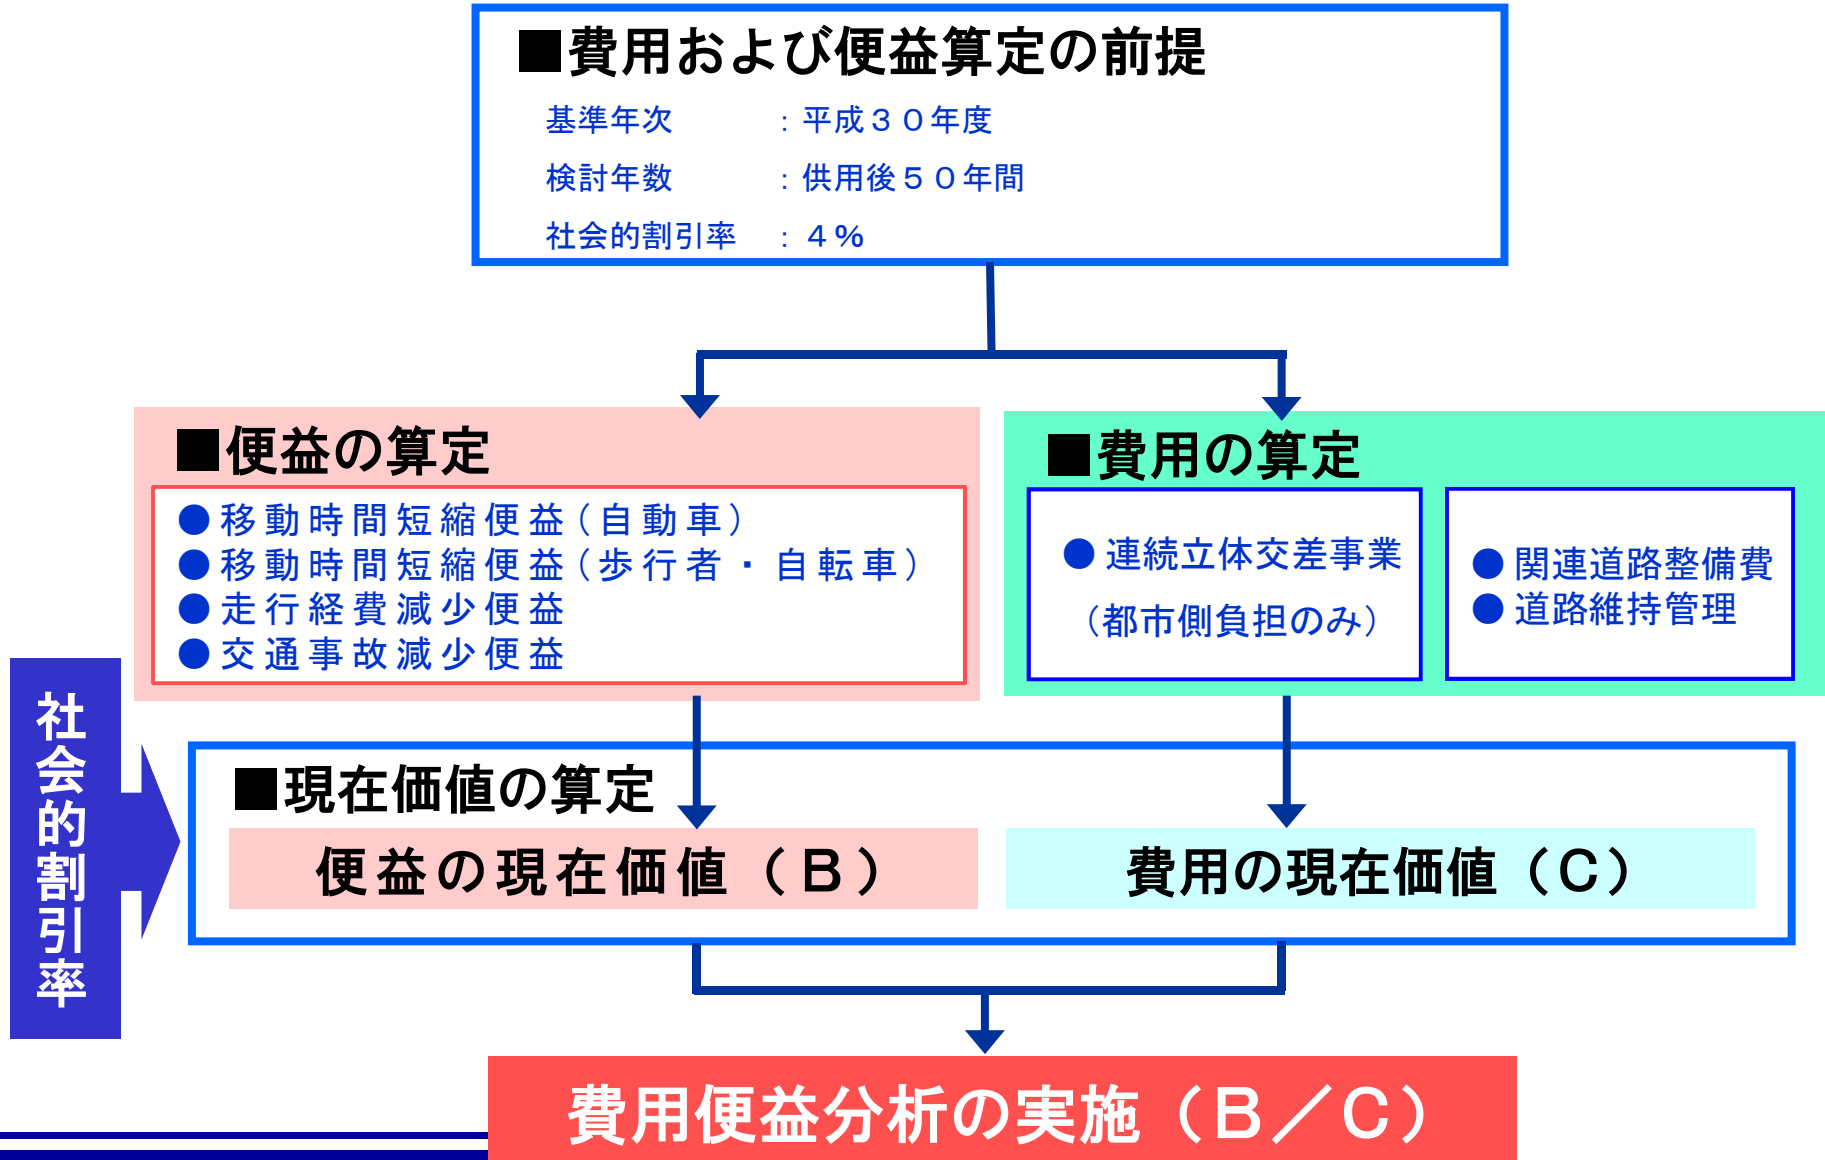 ■費用および便益算定の前提
基準年次　　　：平成３０年度
検討年数　　　：供用後５０年間
社会的割引率　：４％
■便益の算定
●移動時間短縮便益（自動車）
●移動時間短縮便益（歩行者・自転車）
●走行経費減少便益
●交通事故減少便益
■費用の算定
●連続立体交差事業
（都市側負担のみ）
●関連道路整備費
●道路維持管理
社会的割引率
■現在価値の算定
便益の現在価値（Ｂ）
費用の現在価値（Ｃ）
費用便益分析の実施（Ｂ／Ｃ）